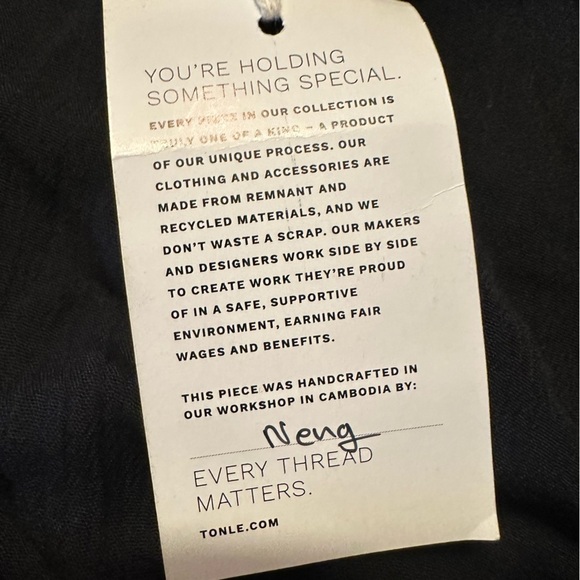 YOU'RE HOLDING
SOMETHING SPECIAL.
EVERY PIECE IN OUR COLLECTION IS
TRULY ONE OF A KIND – A PRODUCT
OF OUR UNIQUE PROCESS. OUR
CLOTHING AND ACCESSORIES ARE
MADE FROM REMNANT AND
RECYCLED MATERIALS, AND WE
DON'T WASTE A SCRAP. OUR MAKERS
AND DESIGNERS WORK SIDE BY SIDE
TO CREATE WORK THEY'RE PROUD
OF IN A SAFE, SUPPORTIVE
ENVIRONMENT, EARNING FAIR
WAGES AND BENEFITS.
THIS PIECE WAS HANDCRAFTED IN
OUR WORKSHOP IN CAMBODIA BY:
Neng
EVERY THREAD
MATTERS.
TONLE.COM